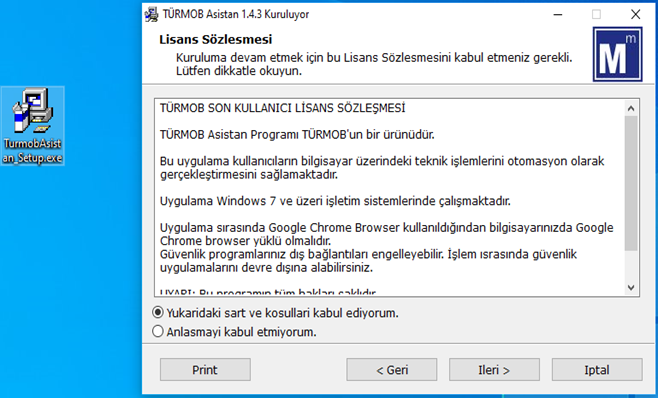 TÜRMOB Asistan 1.4.3 Kuruluyor
Lisans Sözlesmesi
Kuruluma devam etmek için bu Lisans Sözlesmesini kabul etmeniz gerekli.
Lütfen dikkatle okuyun.
M m
TurmobAsist
an_Setup.exe
TÜRMOB SON KULLANICI LİSANS SÖZLEŞMESİ
TÜRMOB Asistan Programı TÜRMOB'un bir ürünüdür.
Bu uygulama kullanıcıların bilgisayar üzerindeki teknik işlemlerini otomasyon olarak
gerçekleştirmesini sağlamaktadır.
Uygulama Windows 7 ve üzeri işletim sistemlerinde çalışmaktadır.
Uygulama sırasında Google Chrome Browser kullanıldığından bilgisayarınızda Google
Chrome browser yüklü olmalıdır.
Güvenlik programlarınız dış bağlantıları engelleyebilir. İşlem ısrasında güvenlik
uygulamalarını devre dışına alabilirsiniz.
UYARI: Bu programın tüm hakları saklıdır
Yukaridaki sart ve kosullari kabul ediyorum.
Anlasmayi kabul etmiyorum.
Print
< Geri
Ileri >
Iptal